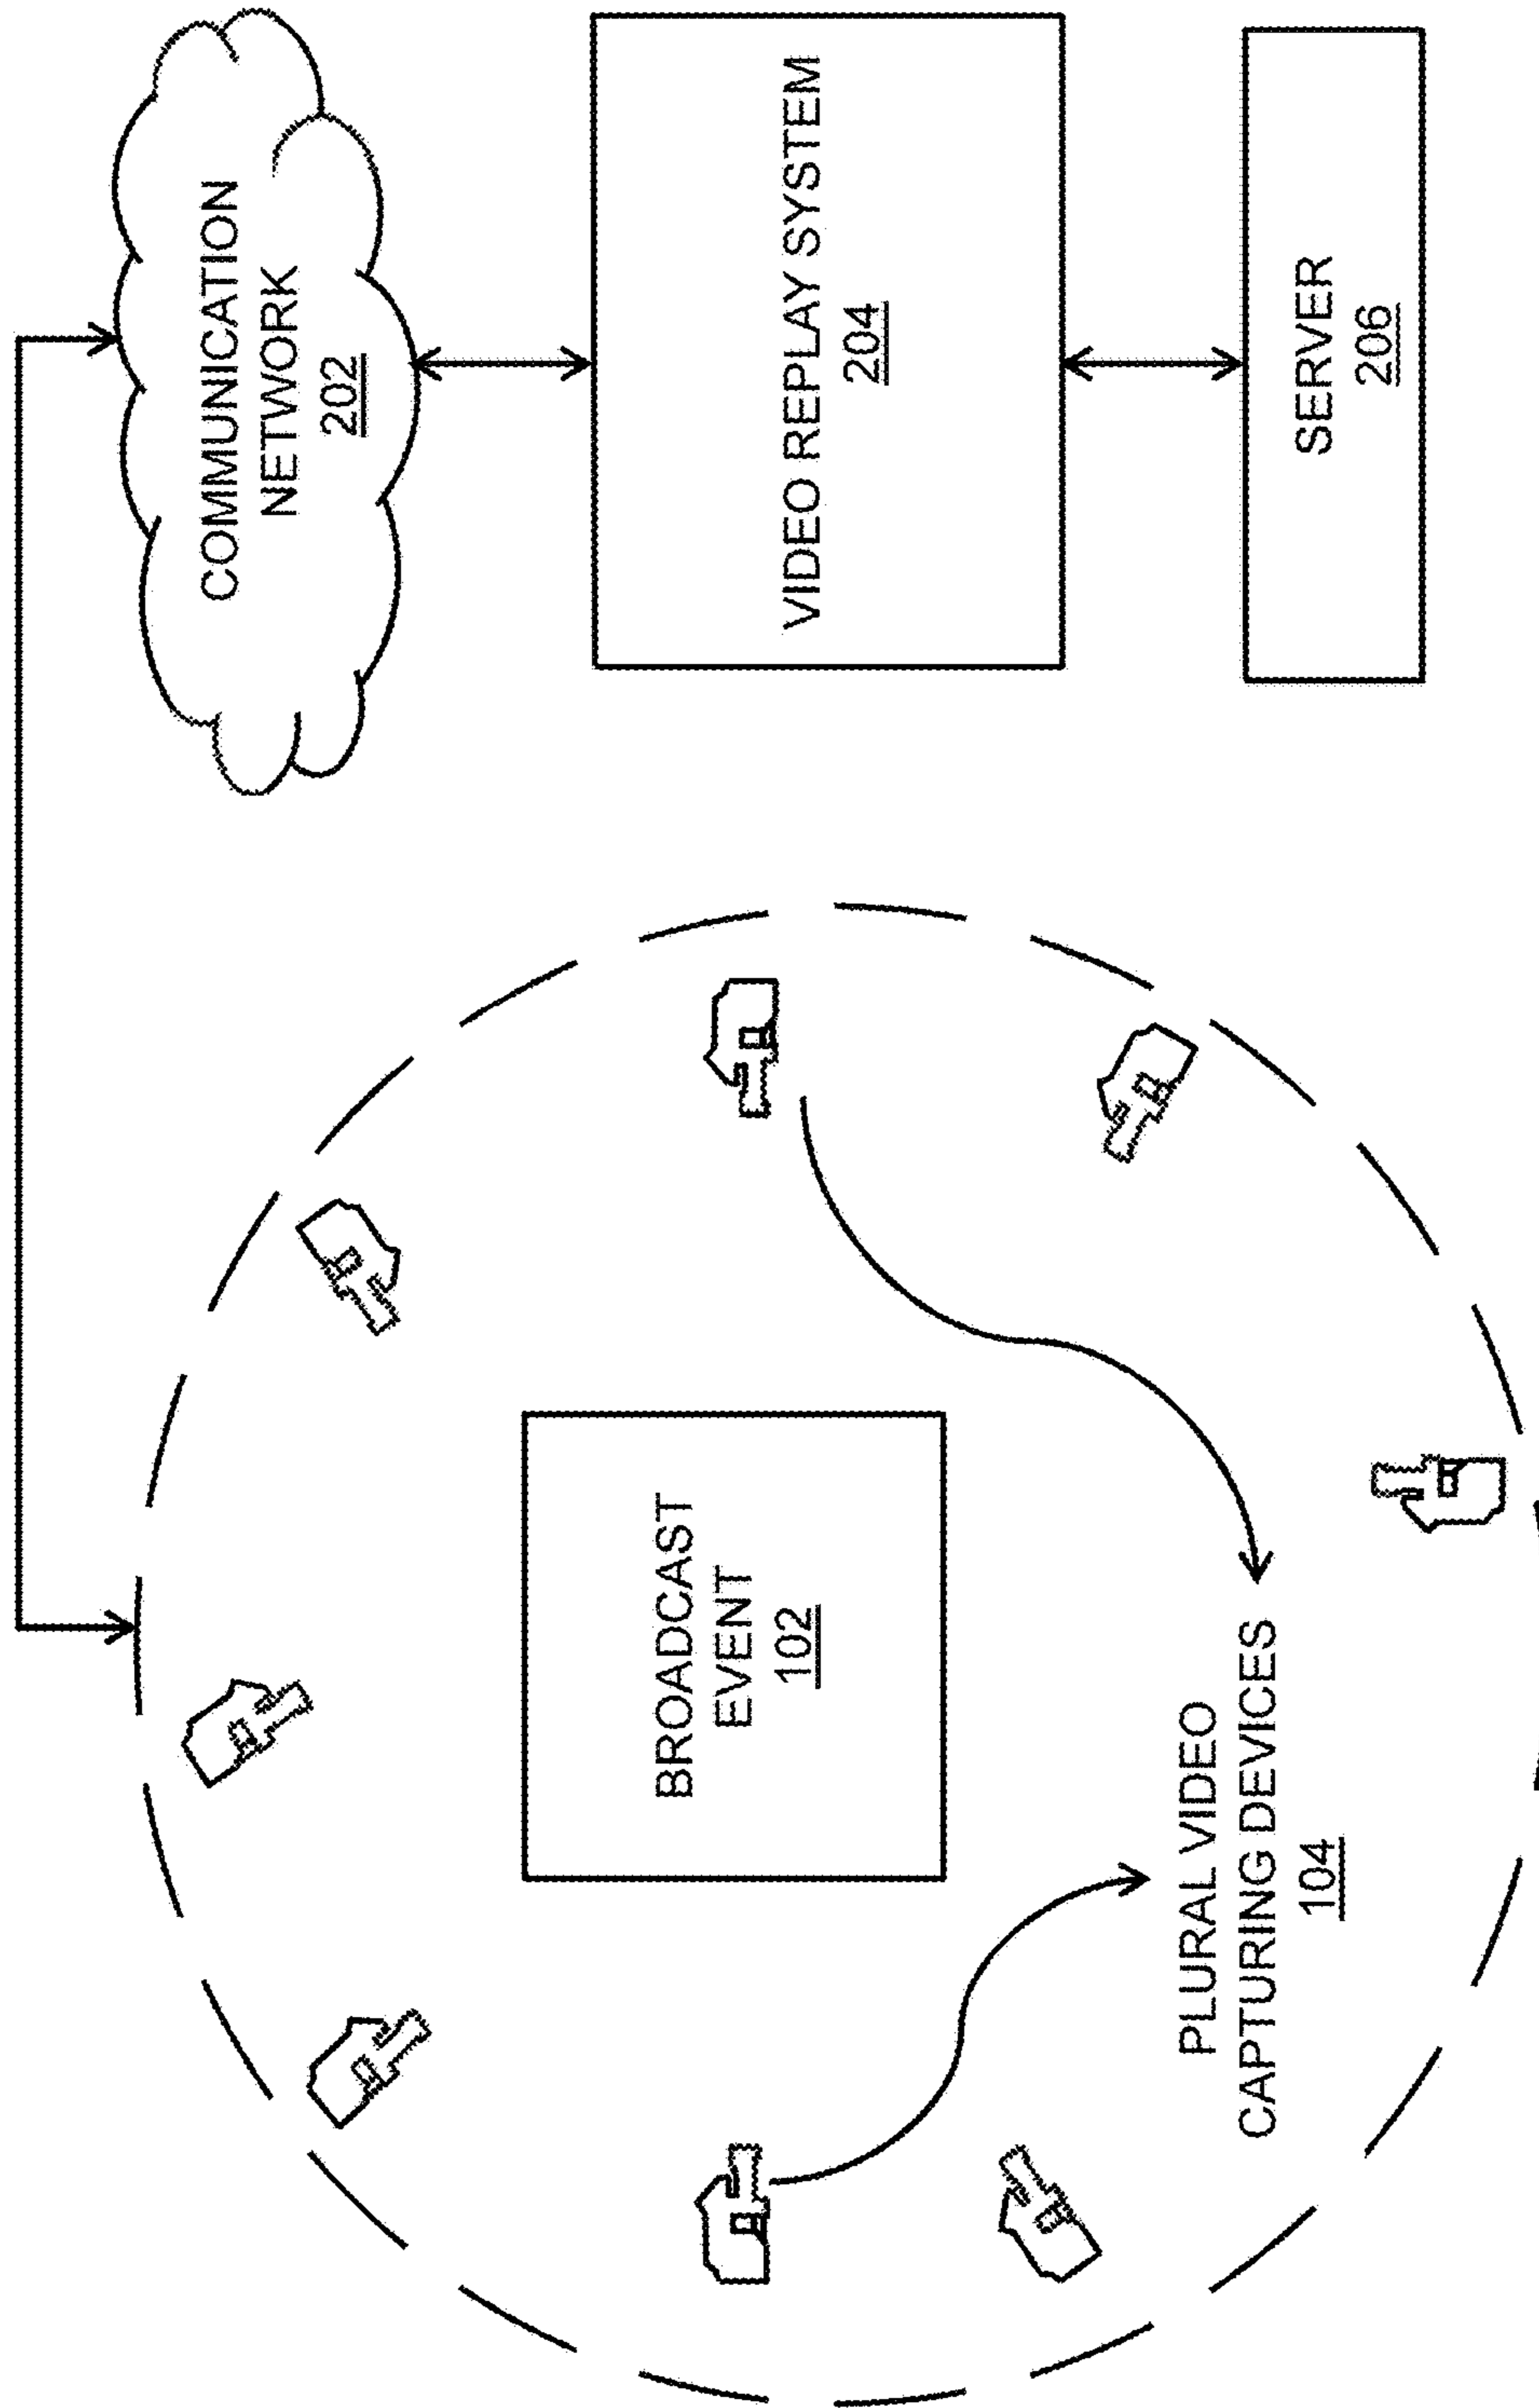 BROADCAST
EVENT
102
PLURAL VIDEO
CAPTURING DEVICES
104
COMMUNICATION
NETWORK
202
VIDEO REPLAY SYSTEM
204
SERVER
206